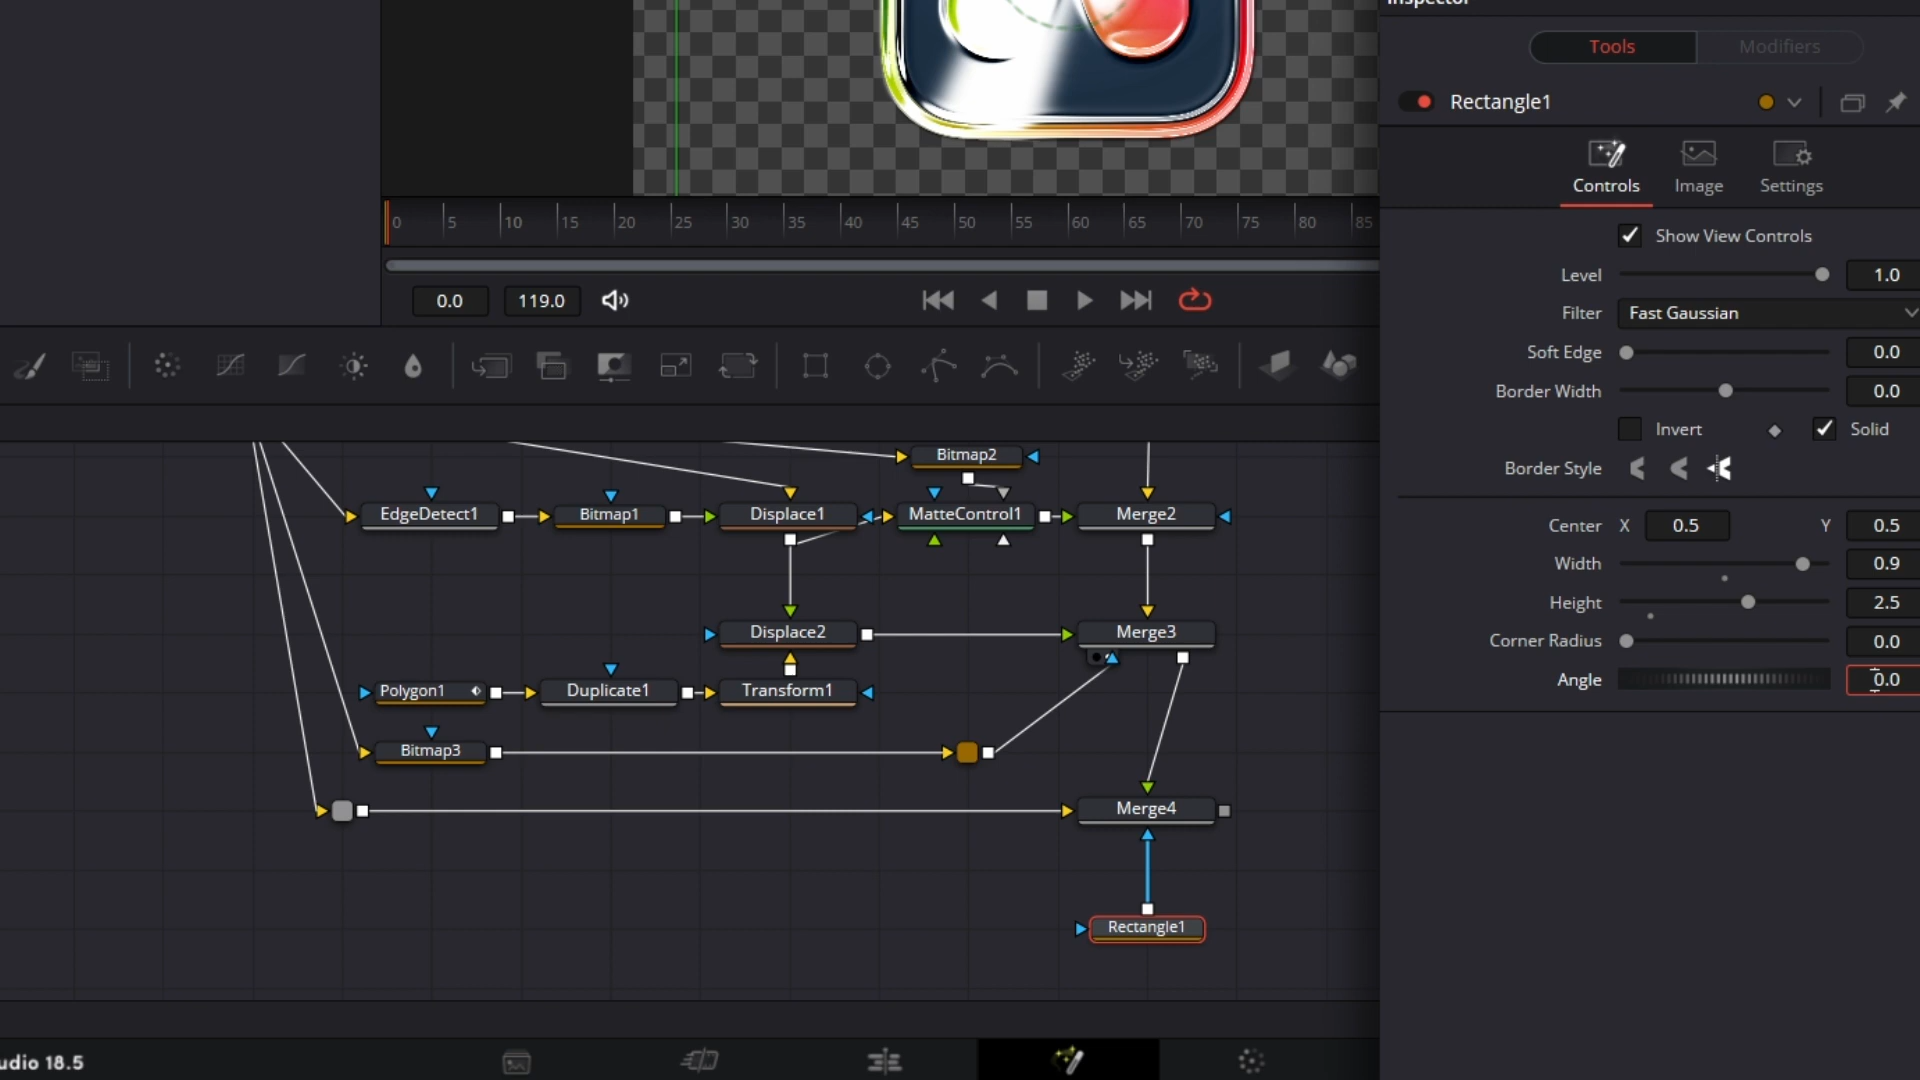 Inspector
Tools
Modifiers
Rectangle1
Controls
Image
Settings
Show View Controls
Level 1.0
Filter Fast Gaussian
Soft Edge 0.0
Border Width 0.0
Invert Solid
Border Style
Center X 0.5 Y 0.5
Width 0.9
Height 2.5
Corner Radius 0.0
Angle 0.0
0 5 10 15 20 25 30 35 40 45 50 55 60 65 70 75 80 85
0.0 119.0
Bitmap2
EdgeDetect1 Bitmap1 Displace1 MatteControl1 Merge2
Displace2 Merge3
Polygon1 Duplicate1 Transform1
Bitmap3
Merge4
Rectangle1
udio 18.5